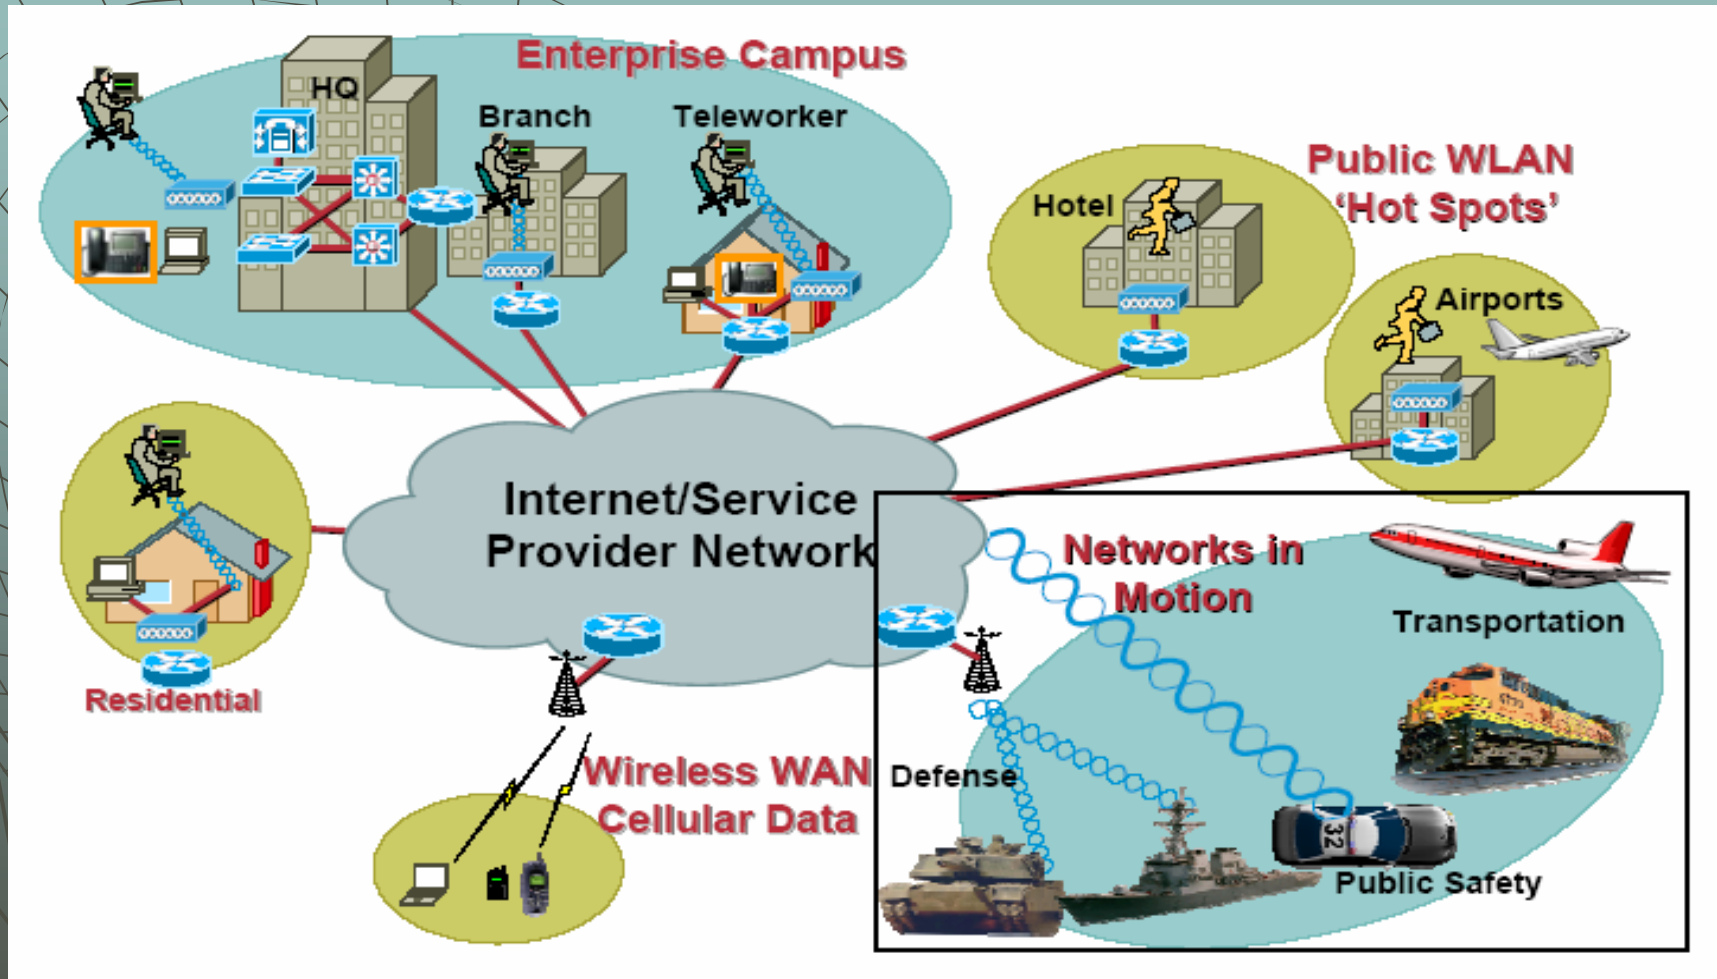 Enterprise Campus
HQ
Branch
Teleworker
Public WLAN
‘Hot Spots’
Hotel
Airports
Internet/Service
Provider Network
Networks in
Motion
Transportation
Residential
Wireless WAN
Cellular Data
Defense
32
Public Safety